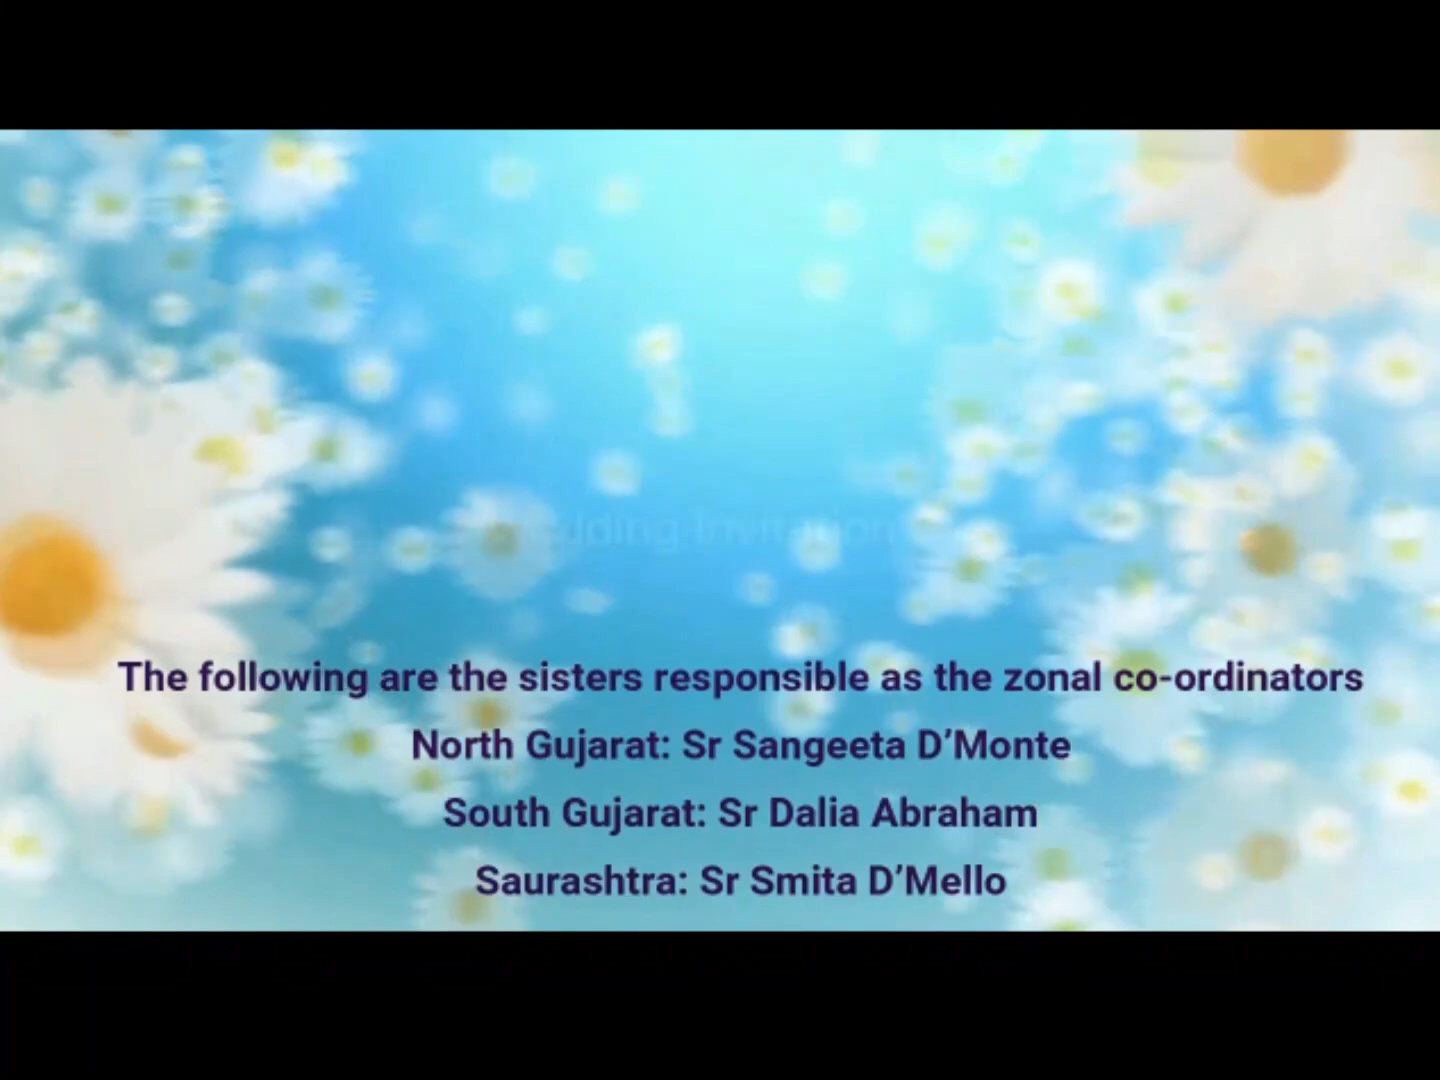 Invitation
The following are the sisters responsible as the zonal co-ordinators
North Gujarat: Sr Sangeeta D’Monte
South Gujarat: Sr Dalia Abraham
Saurashtra: Sr Smita D’Mello